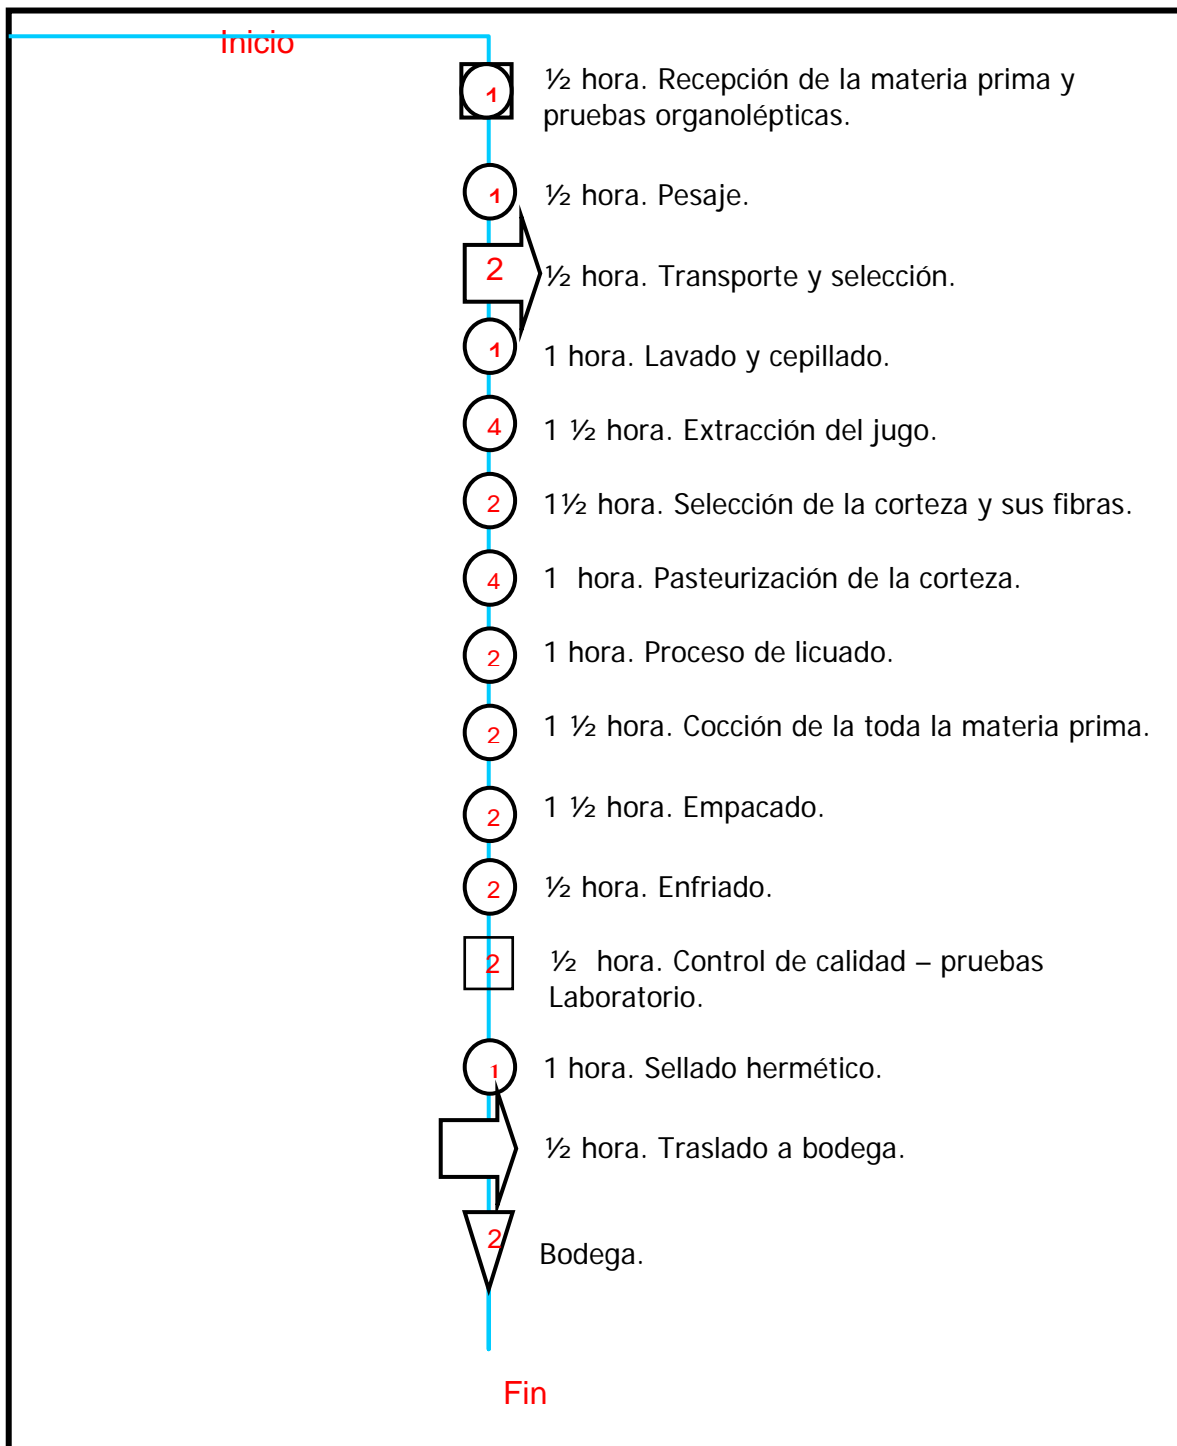 Inicio
1
½ hora. Recepción de la materia prima y
pruebas organolépticas.
1
½ hora. Pesaje.
2
½ hora. Transporte y selección.
1
1 hora. Lavado y cepillado.
4
1 ½ hora. Extracción del jugo.
2
1½ hora. Selección de la corteza y sus fibras.
4
1 hora. Pasteurización de la corteza.
2
1 hora. Proceso de licuado.
2
1 ½ hora. Cocción de la toda la materia prima.
2
1 ½ hora. Empacado.
2
½ hora. Enfriado.
2
½ hora. Control de calidad – pruebas
Laboratorio.
1
1 hora. Sellado hermético.
½ hora. Traslado a bodega.
2
Bodega.
Fin